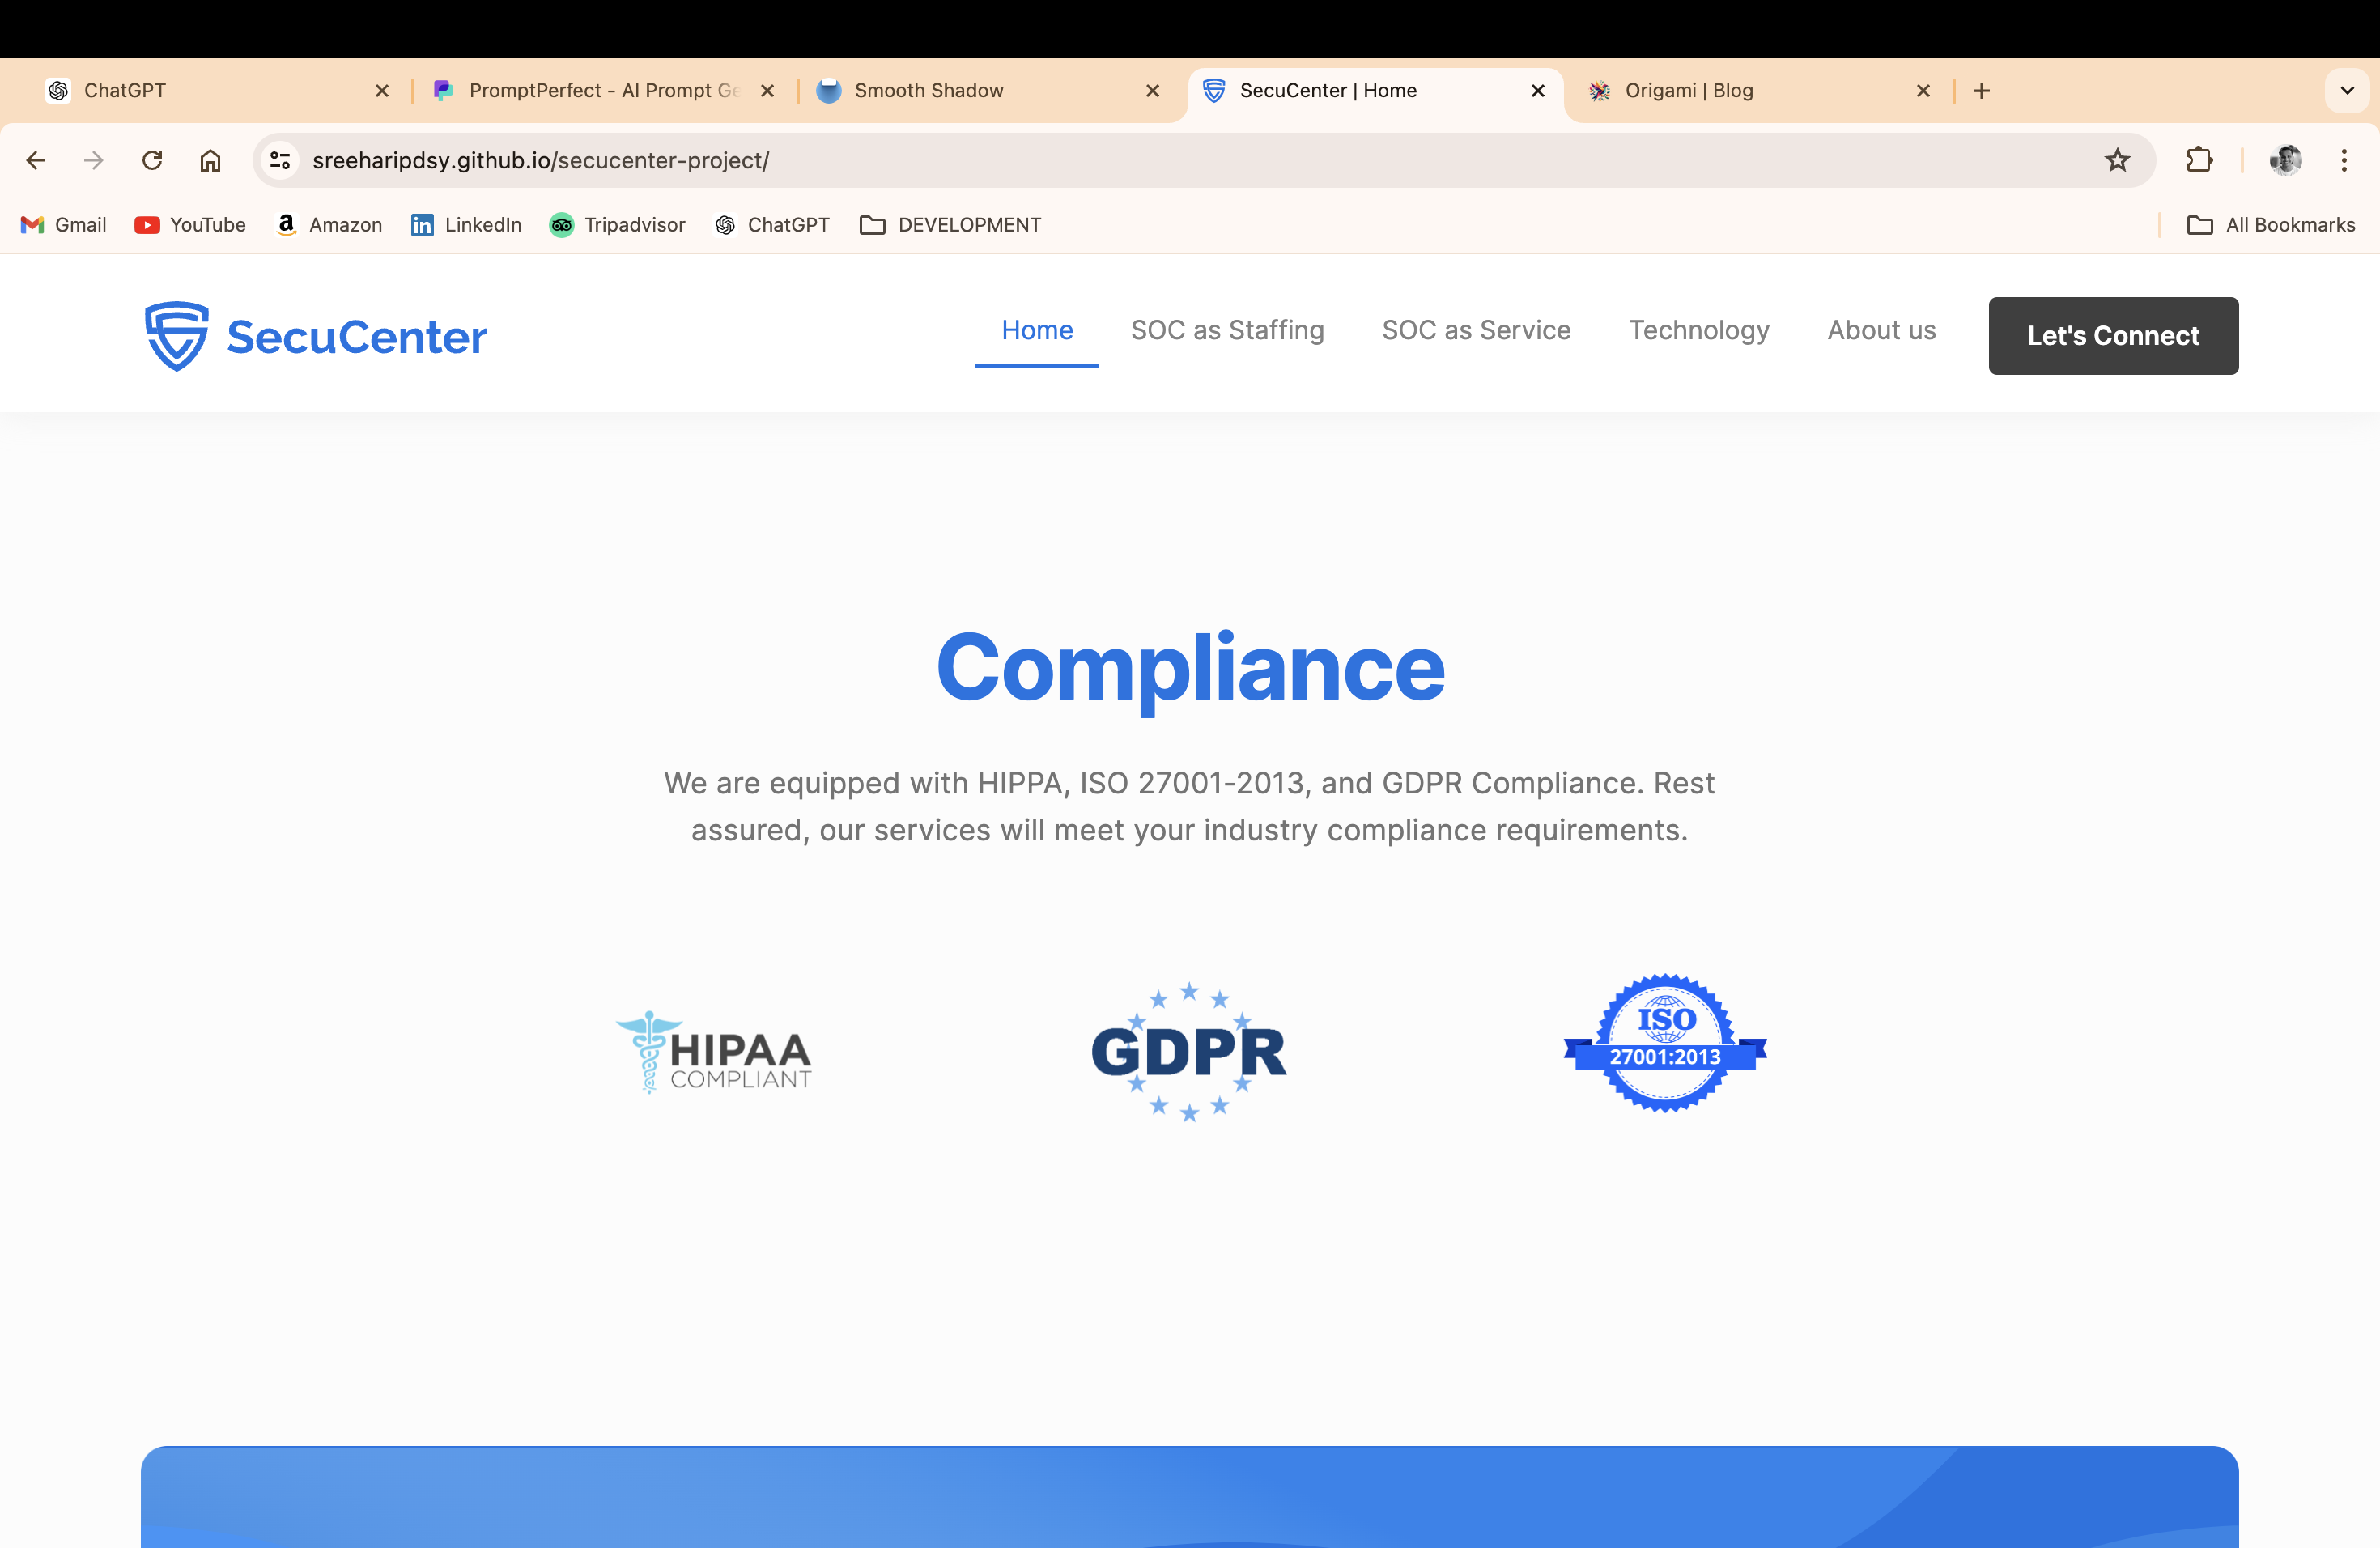 ChatGPT
PromptPerfect - AI Prompt Ge
Smooth Shadow
SecuCenter | Home
Origami | Blog
sreeharipdsy.github.io/secucenter-project/
Gmail
YouTube
Amazon
LinkedIn
Tripadvisor
ChatGPT
DEVELOPMENT
All Bookmarks
SecuCenter
Home
SOC as Staffing
SOC as Service
Technology
About us
Let's Connect
Compliance
We are equipped with HIPPA, ISO 27001-2013, and GDPR Compliance. Rest
assured, our services will meet your industry compliance requirements.
HIPAA
COMPLIANT
GDPR
ISO
27001:2013